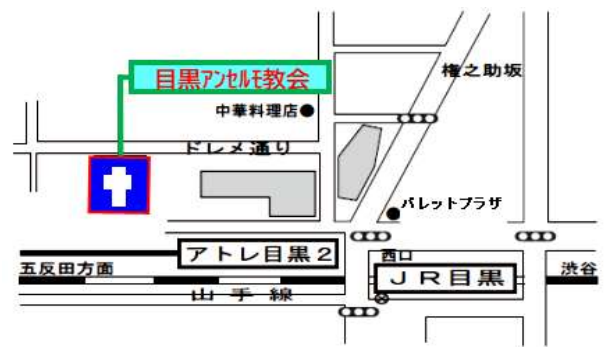 目黒アンセルモ教会
権之助坂
中華料理店
ドレメ通り
パレットプラザ
アトレ目黒2
西口
五反田方面
JR目黒
渋谷
山手線